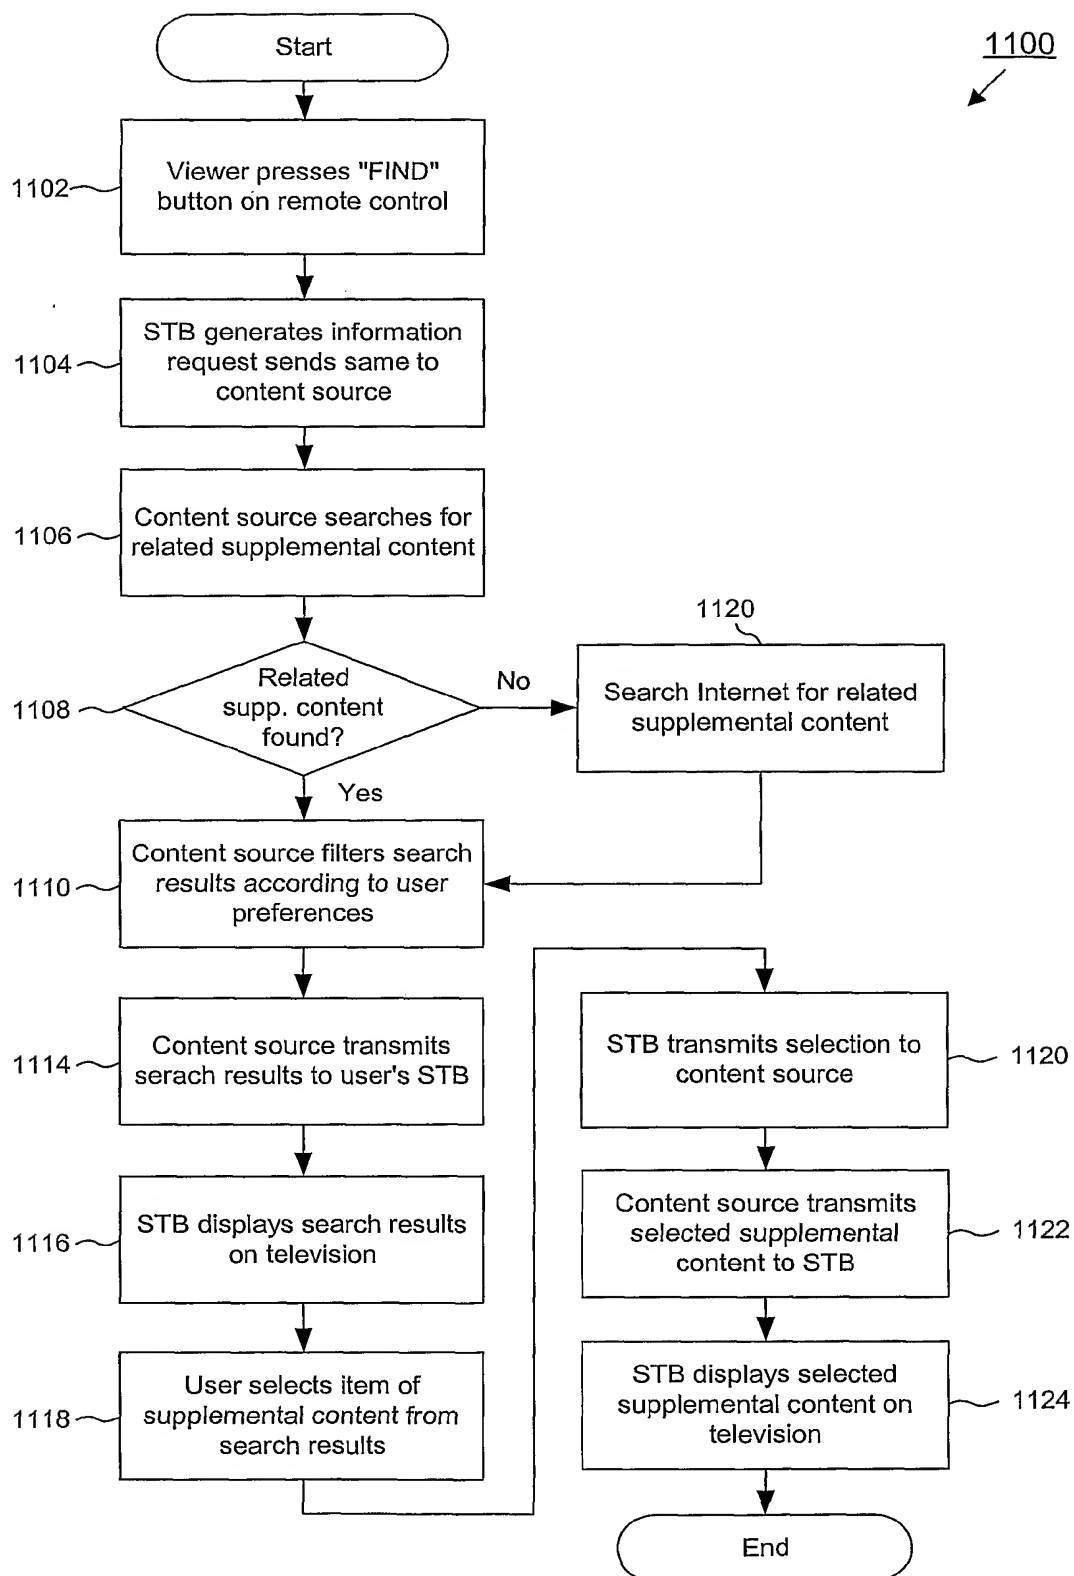 Start
1100
1102
Viewer presses "FIND"
button on remote control
1104
STB generates information
request sends same to
content source
1106
Content source searches for
related supplemental content
1108
Related
supp. content
found?
No
Yes
1120
Search Internet for related
supplemental content
1110
Content source filters search
results according to user
preferences
1114
Content source transmits
serach results to user's STB
1116
STB displays search results
on television
1118
User selects item of
supplemental content from
search results
STB transmits selection to
content source
1120
Content source transmits
selected supplemental
content to STB
1122
STB displays selected
supplemental content on
television
1124
End